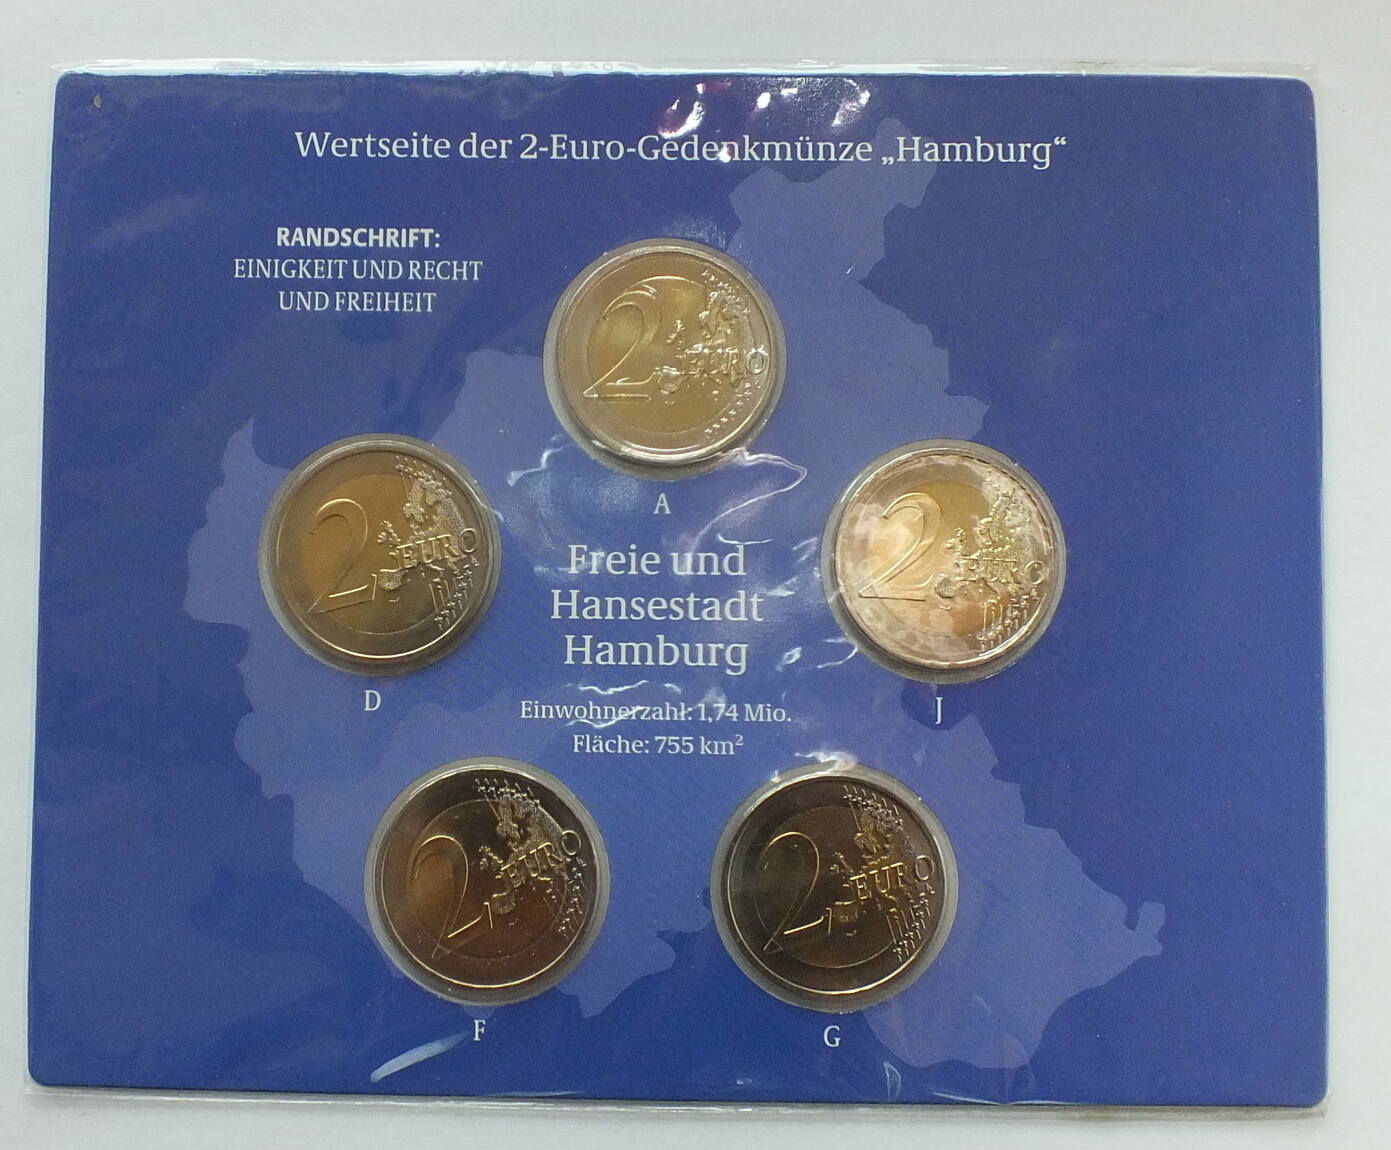 Wertseite der 2-Euro-Gedenkmünze „Hamburg“
RANDSCHRIFT:
EINIGKEIT UND RECHT
UND FREIHEIT
2 EURO
A
2 EURO
D
2 EURO
J
Freie und
Hansestadt
Hamburg
Einwohnerzahl: 1,74 Mio.
Fläche: 755 km²
2 EURO
F
2 EURO
G